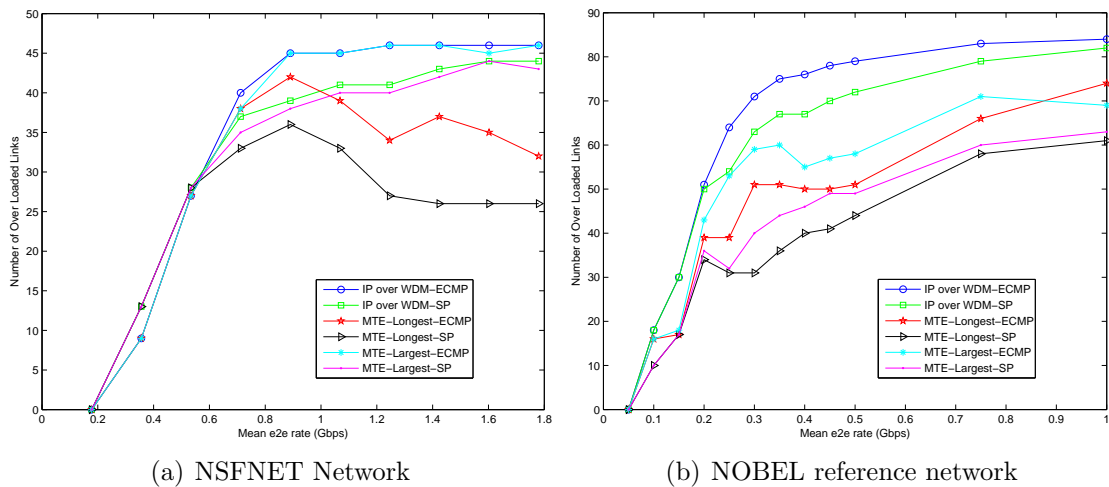 50
45
40
35
30
25
20
15
10
5
0
Number of Over Loaded Links
0 0.2 0.4 0.6 0.8 1 1.2 1.4 1.6 1.8
Mean e2e rate (Gbps)
IP over WDM−ECMP
IP over WDM−SP
MTE−Longest−ECMP
MTE−Longest−SP
MTE−Largest−ECMP
MTE−Largest−SP
(a) NSFNET Network
90
80
70
60
50
40
30
20
10
0
Number of Over Loaded Links
0 0.1 0.2 0.3 0.4 0.5 0.6 0.7 0.8 0.9 1
Mean e2e rate (Gbps)
IP over WDM−ECMP
IP over WDM−SP
MTE−Longest−ECMP
MTE−Longest−SP
MTE−Largest−ECMP
MTE−Largest−SP
(b) NOBEL reference network